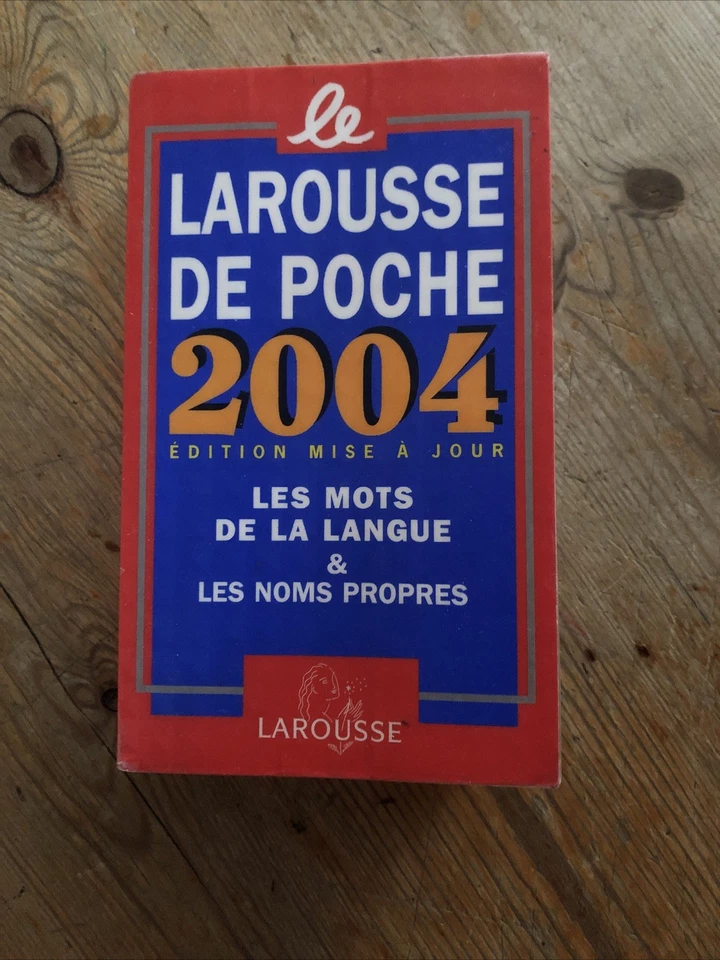 le
LAROUSSE
DE POCHE
2004
ÉDITION MISE À JOUR
LES MOTS
DE LA LANGUE
&
LES NOMS PROPRES
LAROUSSE